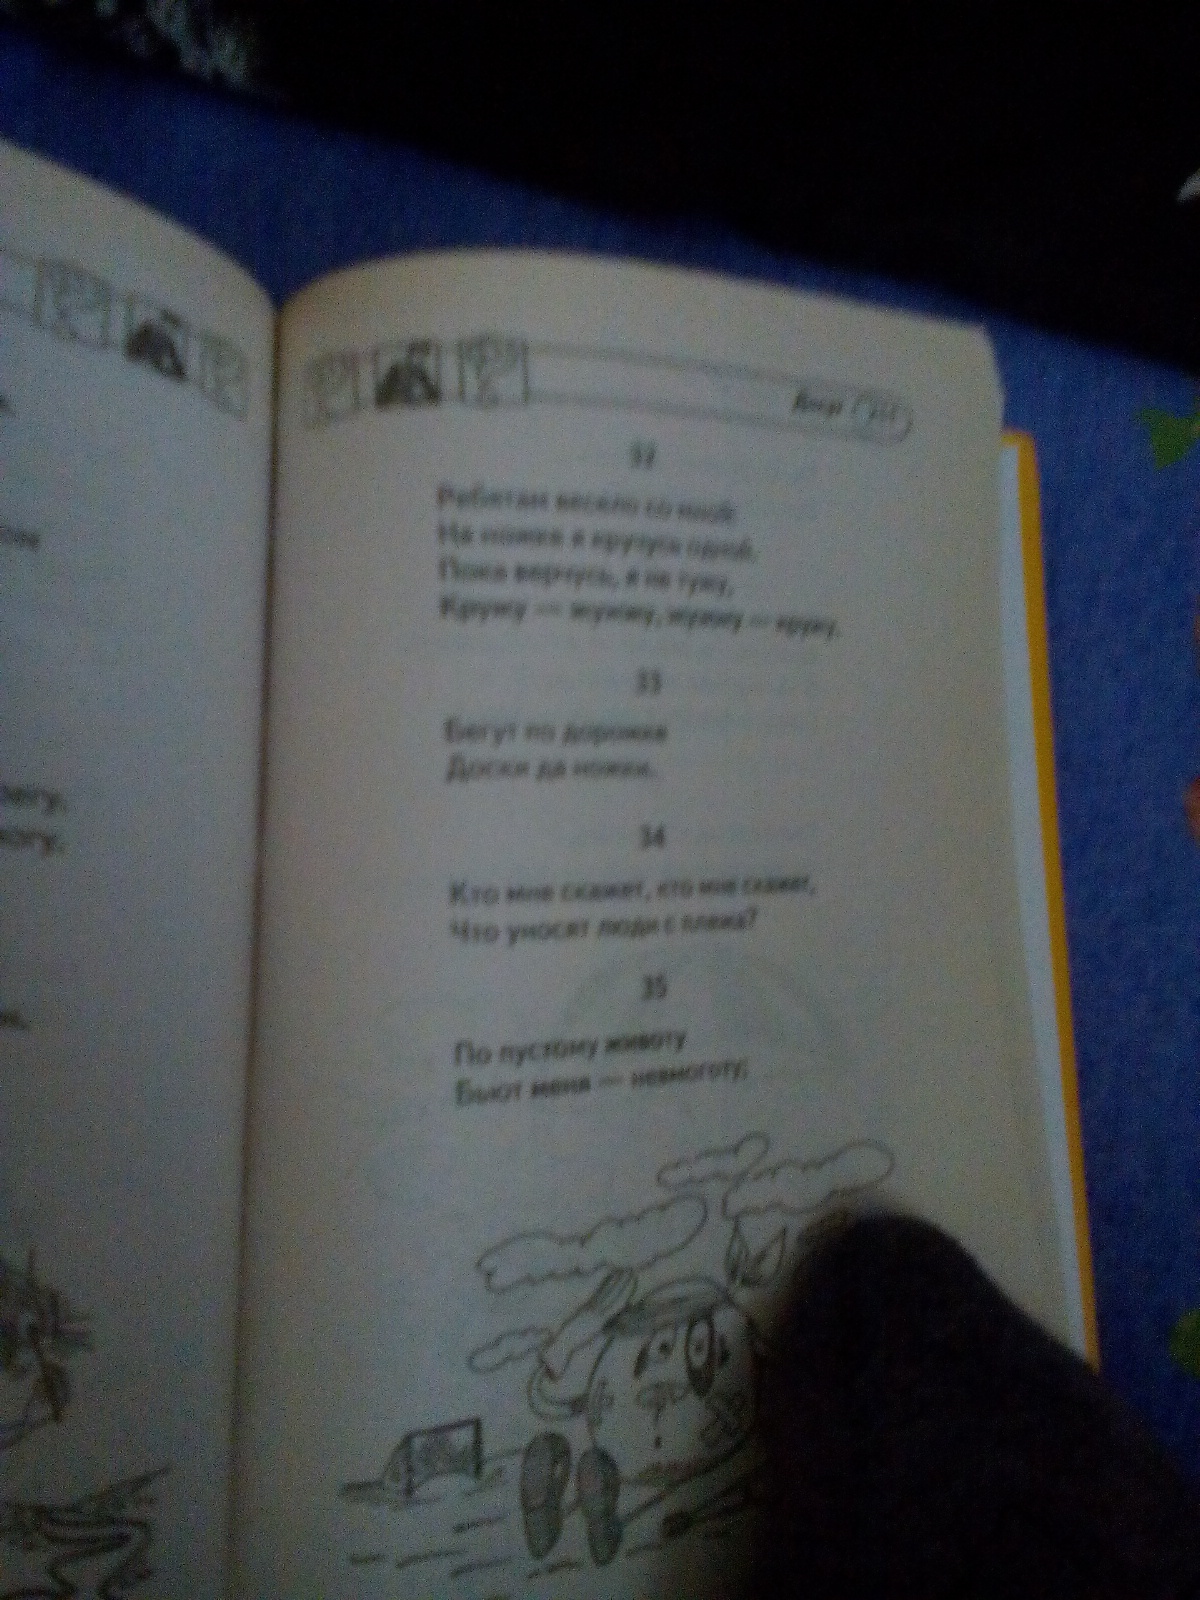 оне
32
Ребятам весело со мной:
На ножке я кручусь одной.
Пока верчусь, я не тужу,
Кружу — жужжу, жужжу — кружу.
33
Бегут по дорожке
Доски да ножки.
34
Кто мне скажет, кто мне скажет,
Что уносят люди с пляжа?
35
По пустому животу
Бьют меня — невмоготу;